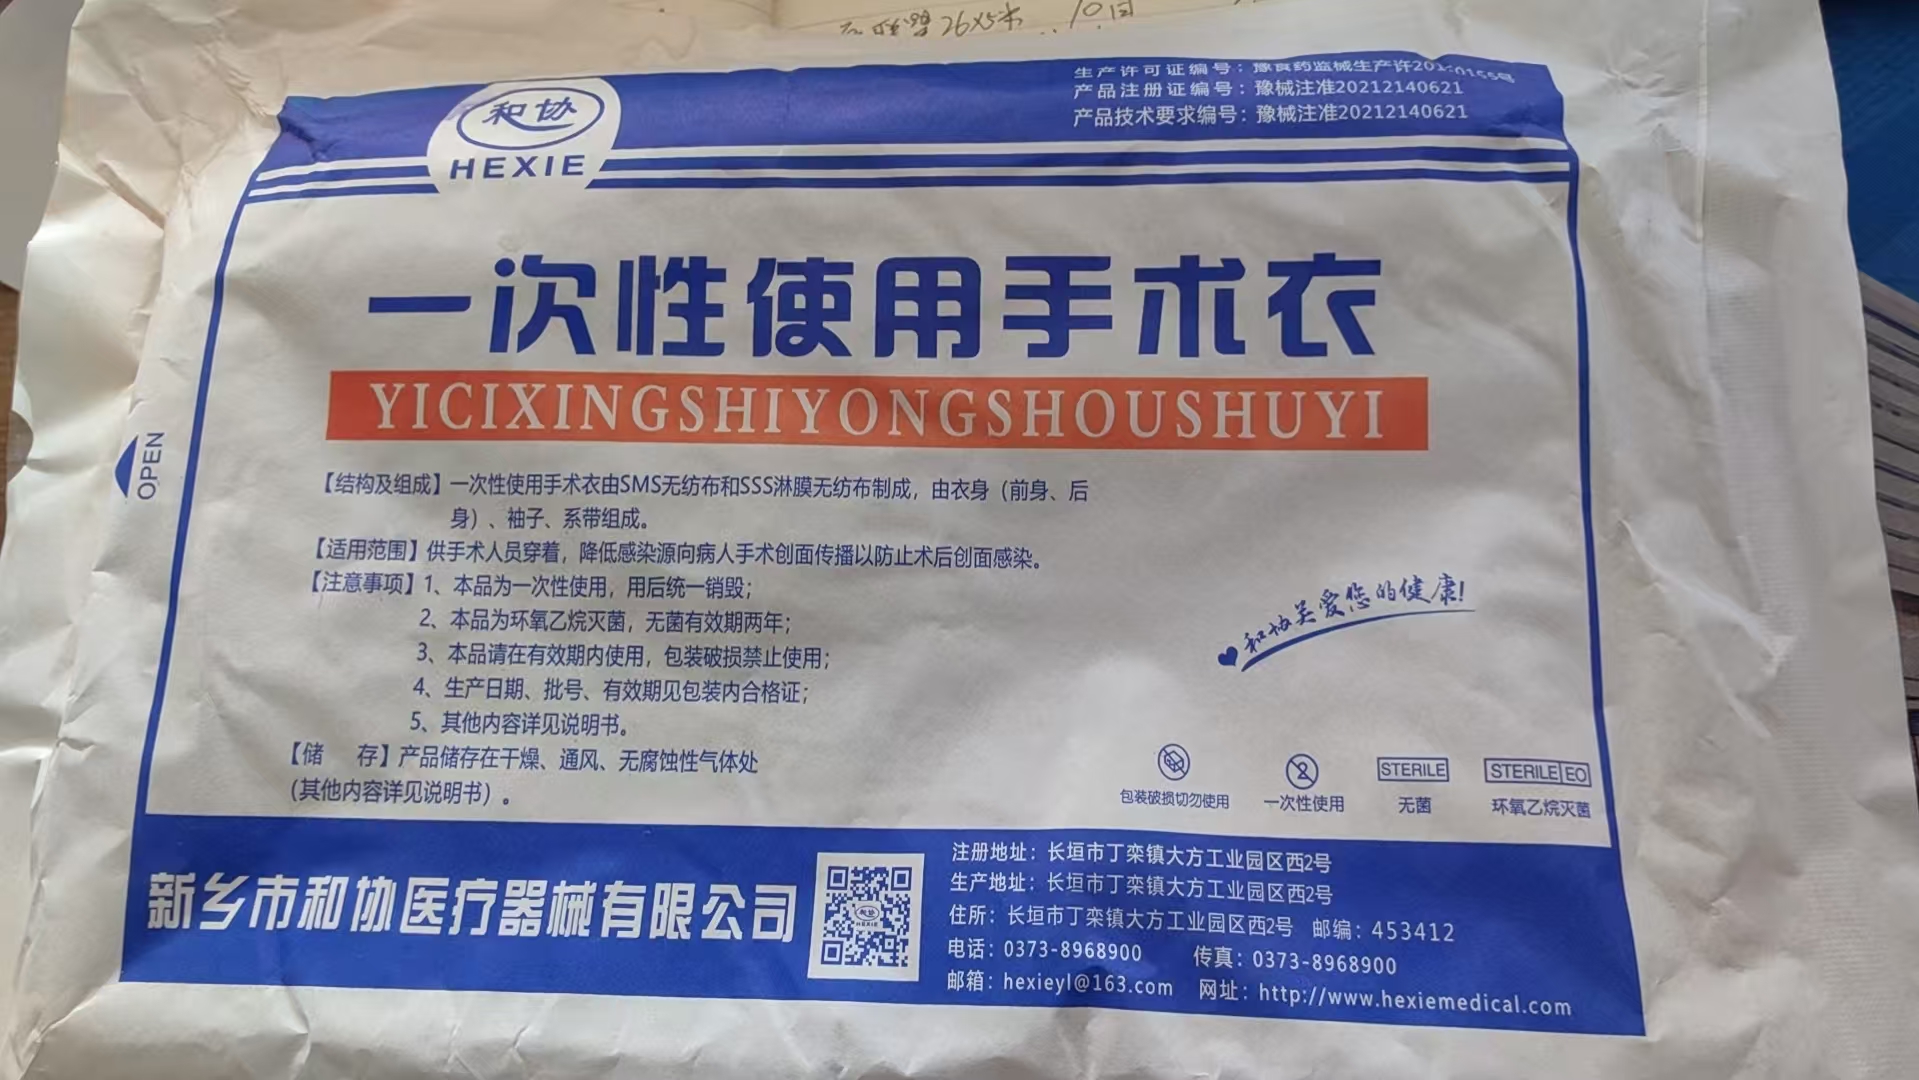 26X5米 10回
和协
HEXIE
生产许可证编号：豫食药监械生产许
产品注册证编号：豫械注准20212140621
产品技术要求编号：豫械注准20212140621
一次性使用手术衣
YICIXINGSHIYONGSHOUSHUYI
OPEN
【结构及组成】一次性使用手术衣由SMS无纺布和SSS淋膜无纺布制成，由衣身（前身、后
身）、袖子、系带组成。
【适用范围】供手术人员穿着，降低感染源向病人手术创面传播以防止术后创面感染。
【注意事项】1、本品为一次性使用，用后统一销毁；
2、本品为环氧乙烷灭菌，无菌有效期两年；
3、本品请在有效期内使用，包装破损禁止使用；
4、生产日期、批号、有效期见包装内合格证；
5、其他内容详见说明书。
【储 存】产品储存在干燥、通风、无腐蚀性气体处
（其他内容详见说明书）。
和协关爱您的健康！
2
STERILE
STERILE EO
包装破损切勿使用
一次性使用
无菌
环氧乙烷灭菌
新乡市和协医疗器械有限公司
和协
HEXIE
注册地址：长垣市丁栾镇大方工业园区西2号
生产地址：长垣市丁栾镇大方工业园区西2号
住所：长垣市丁栾镇大方工业园区西2号 邮编：453412
电话：0373-8968900 传真：0373-8968900
邮箱：hexieyl@163.com 网址：http://www.hexiemedical.com